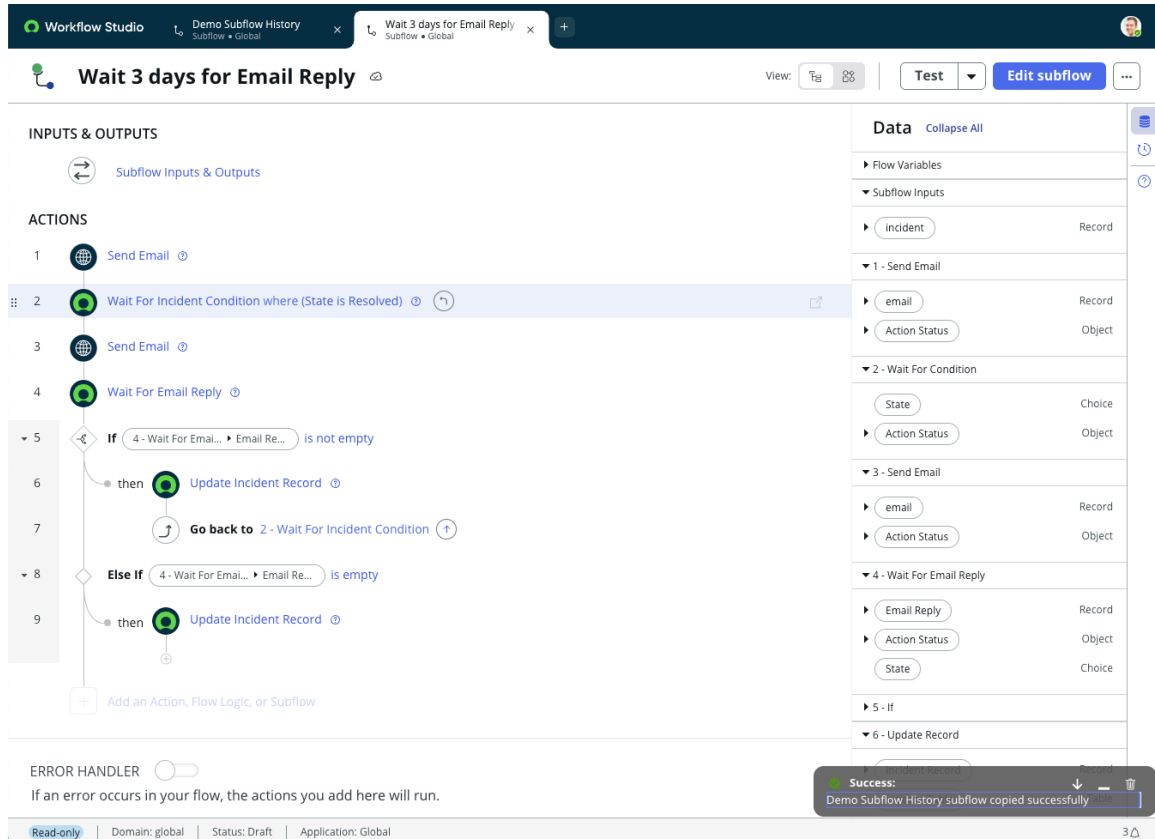 Workflow Studio
Demo Subflow History
Subflow • Global
Wait 3 days for Email Reply
Subflow • Global
Wait 3 days for Email Reply
View:
Test
Edit subflow
INPUTS & OUTPUTS
Subflow Inputs & Outputs
ACTIONS
1 Send Email
2 Wait For Incident Condition where (State is Resolved)
3 Send Email
4 Wait For Email Reply
5 If 4 - Wait For Emai... Email Re... is not empty
6 then Update Incident Record
7 Go back to 2 - Wait For Incident Condition
8 Else If 4 - Wait For Emai... Email Re... is empty
9 then Update Incident Record
Add an Action, Flow Logic, or Subflow
ERROR HANDLER
If an error occurs in your flow, the actions you add here will run.
Data Collapse All
Flow Variables
Subflow Inputs
incident Record
1 - Send Email
email Record
Action Status Object
2 - Wait For Condition
State Choice
Action Status Object
3 - Send Email
email Record
Action Status Object
4 - Wait For Email Reply
Email Reply Record
Action Status Object
State Choice
5 - If
6 - Update Record
Incident Record Record
Success:
Demo Subflow History subflow copied successfully
Read-only Domain: global Status: Draft Application: Global
3